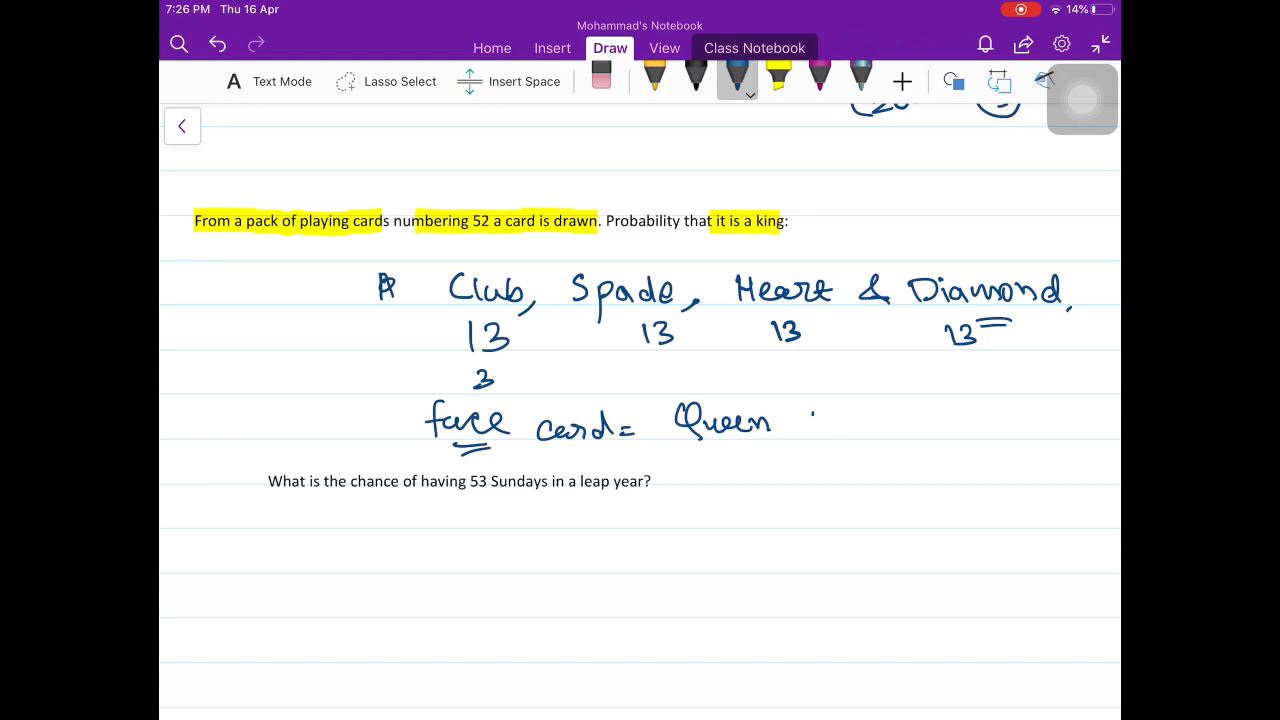 7:26 PM Thu 16 Apr
14%
Mohammad's Notebook
Home Insert Draw View Class Notebook
A Text Mode Lasso Select Insert Space
From a pack of playing cards numbering 52 a card is drawn. Probability that it is a king:
Club, Spade, Heart & Diamond.
13 13 13 13
3
face card = Queen
What is the chance of having 53 Sundays in a leap year?